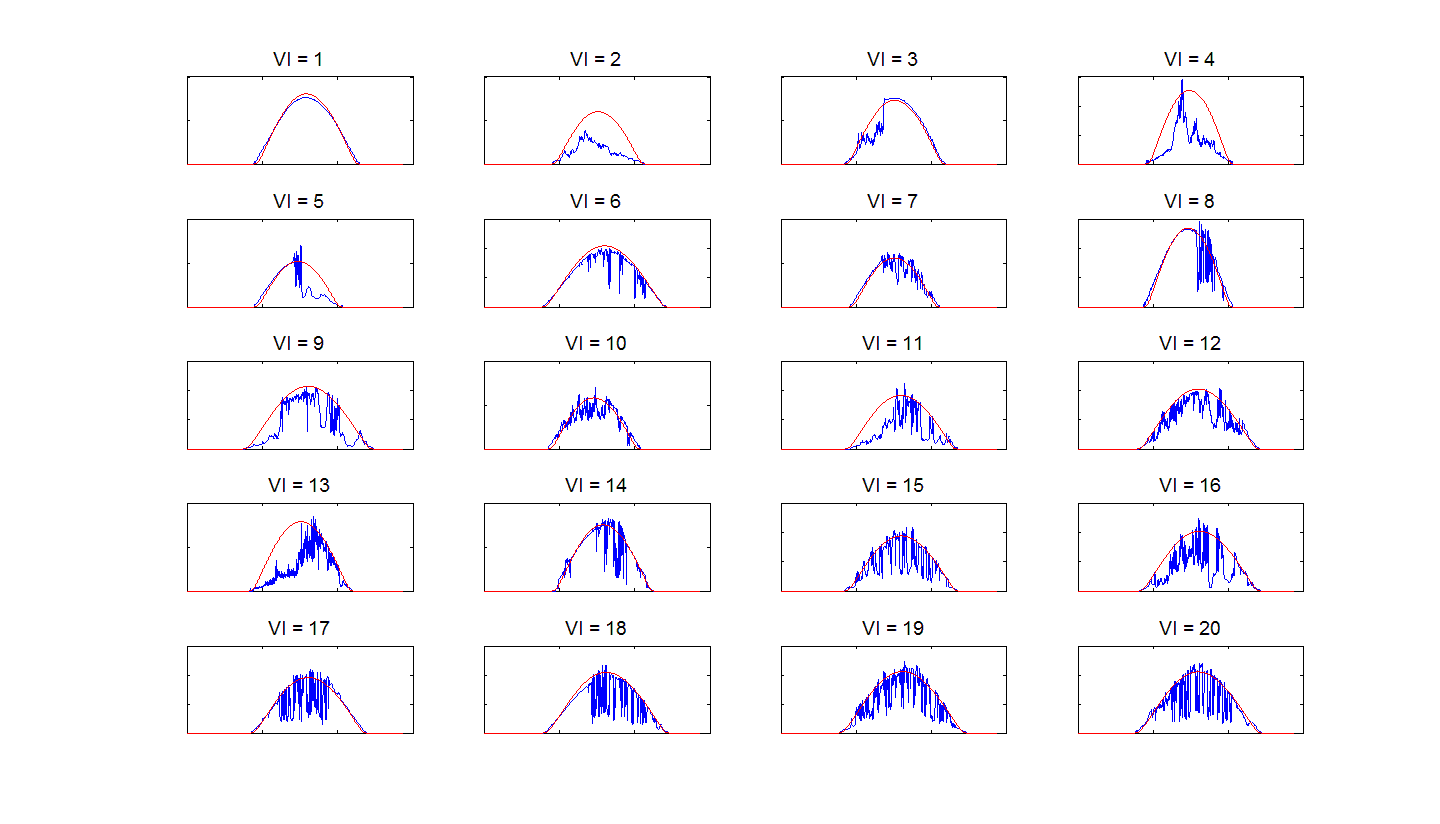 VI = 1
VI = 2
VI = 3
VI = 4
VI = 5
VI = 6
VI = 7
VI = 8
VI = 9
VI = 10
VI = 11
VI = 12
VI = 13
VI = 14
VI = 15
VI = 16
VI = 17
VI = 18
VI = 19
VI = 20